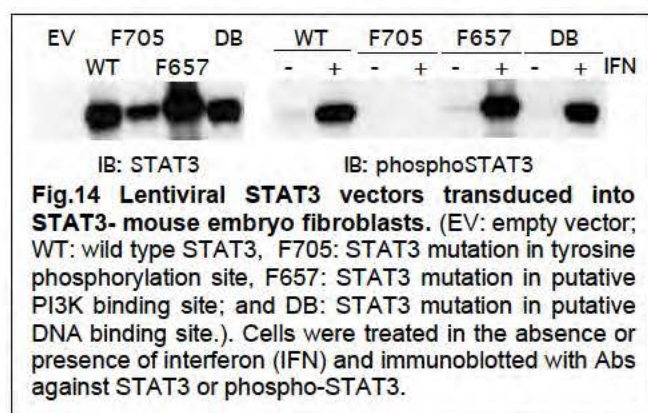 EV F705 DB WT F705 F657 DB
WT F657 - + - + - + - + IFN
IB: STAT3 IB: phosphoSTAT3
Fig.14 Lentiviral STAT3 vectors transduced into
STAT3- mouse embryo fibroblasts. (EV: empty vector;
WT: wild type STAT3, F705: STAT3 mutation in tyrosine
phosphorylation site, F657: STAT3 mutation in putative
PI3K binding site; and DB: STAT3 mutation in putative
DNA binding site.). Cells were treated in the absence or
presence of interferon (IFN) and immunoblotted with Abs
against STAT3 or phospho-STAT3.